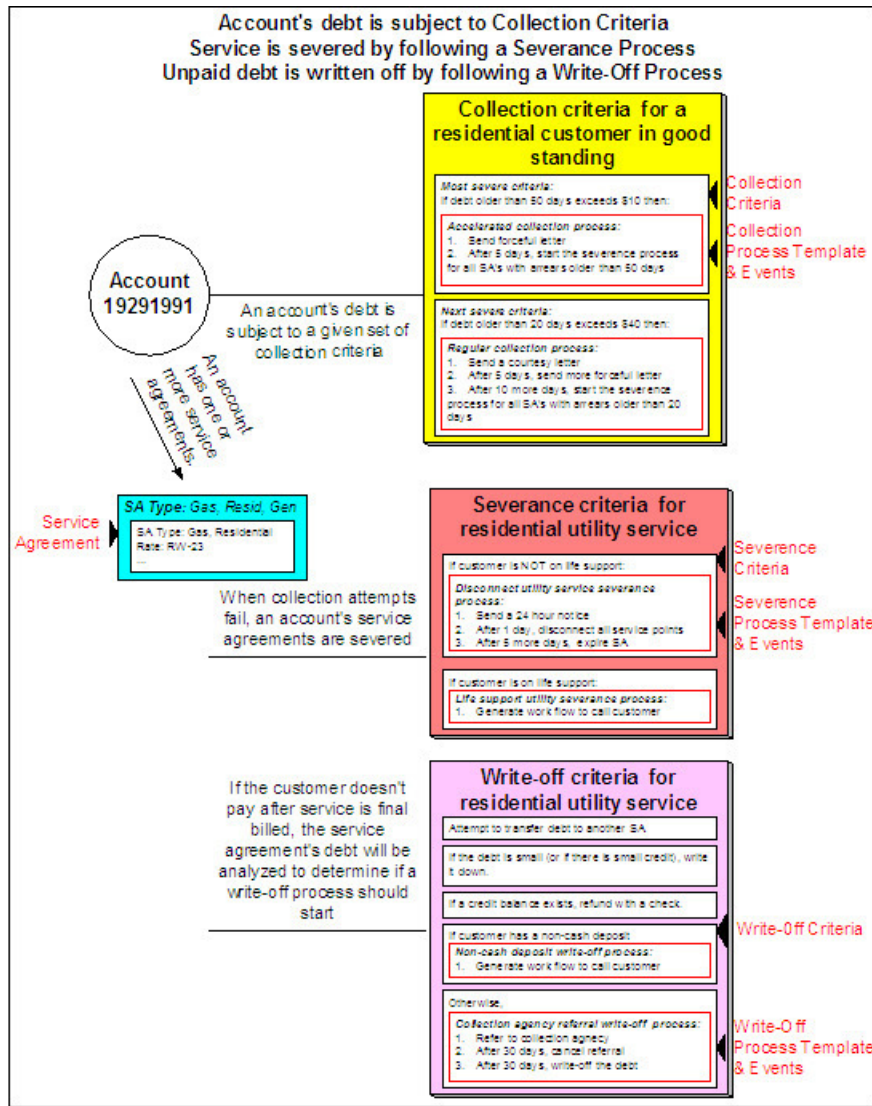 Account's debt is subject to Collection Criteria
Service is severed by following a Severance Process
Unpaid debt is written off by following a Write-Off Process
Collection criteria for a
residential customer in good
standing
Most severe criteria:
If debt older than 50 days exceeds $10 then:
Accelerated collection process:
1. Send forceful letter
2. After 5 days, start the severence process
for all SA's with arrears older than 50 days
Collection
Criteria
Collection
Process Template
& Events
Account
19291991
An account's debt is
subject to a given set of
collection criteria
Next severe criteria:
If debt older than 20 days exceeds $40 then:
Regular collection process:
1. Send a courtesy letter
2. After 5 days, send more forceful letter
3. After 10 more days, start the severence
process for all SA's with arrears older than 20
days
An account
has one or
more service
agreements.
Service
Agreement
SA Type: Gas, Resid, Gen
SA Type: Gas, Residential
Rate: RW-23
...
When collection attempts
fail, an account's service
agreements are severed
Severance criteria for
residential utility service
If customer is NOT on life support:
Disconnect utility service severance
process:
1. Send a 24 hour notice
2. After 1 day, disconnect all service points
3. After 5 more days, expire SA
If customer is on life support:
Life support utility severance process:
1. Generate work flow to call customer
Severence
Criteria
Severence
Process Template
& Events
If the customer doesn't
pay after service is final
billed, the service
agreement's debt will be
analyzed to determine if a
write-off process should
start
Write-off criteria for
residential utility service
Attempt to transfer debt to another SA
If the debt is small (or if there is small credit), write
it down.
If a credit balance exists, refund with a check.
If customer has a non-cash deposit
Non-cash deposit write-off process:
1. Generate work flow to call customer
Otherwise,
Collection agency referral write-off process:
1. Refer to collection agnecy
2. After 30 days, cancel referral
3. After 30 days, write-off the debt
Write-Off Criteria
Write-Off
Process Template
& Events